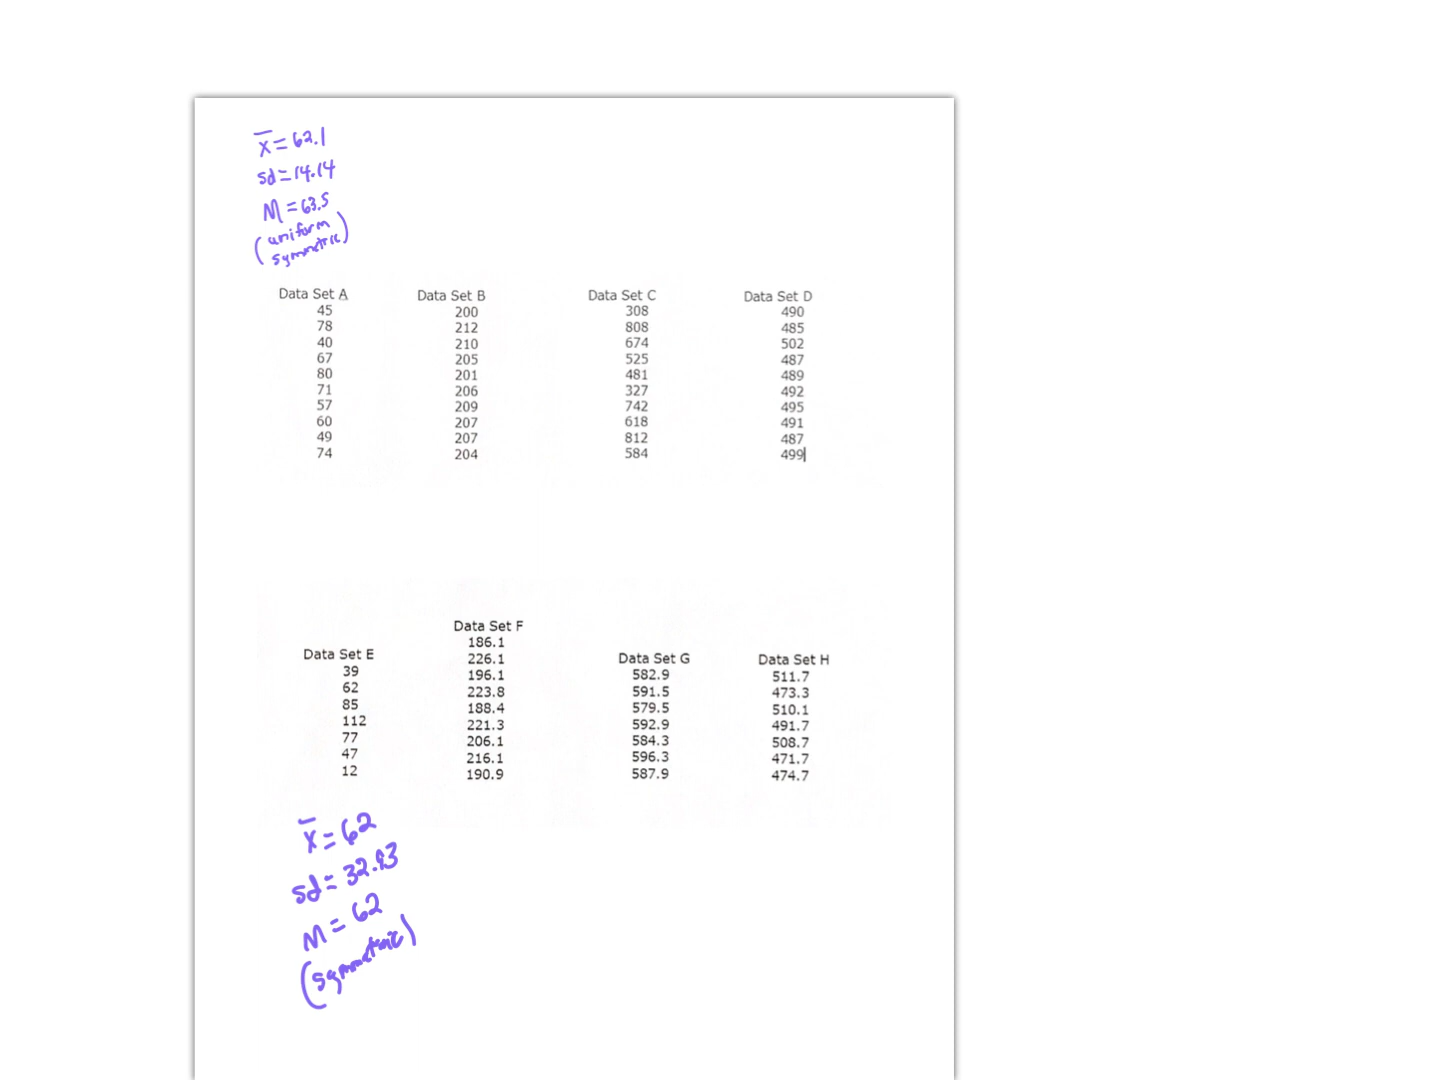 x̄ = 62.1
sd = 14.14
M = 63.5
(uniform
symmetric)
Data Set A Data Set B Data Set C Data Set D
45 200 308 490
78 212 808 485
40 210 674 502
67 205 525 487
80 201 481 489
71 206 327 492
57 209 742 495
60 207 618 491
49 207 812 487
74 204 584 499
Data Set F
186.1
Data Set E 226.1 Data Set G Data Set H
39 196.1 582.9 511.7
62 223.8 591.5 473.3
85 188.4 579.5 510.1
112 221.3 592.9 491.7
77 206.1 584.3 508.7
47 216.1 596.3 471.7
12 190.9 587.9 474.7
x̄ = 62
sd = 32.93
M = 62
(symmetric)